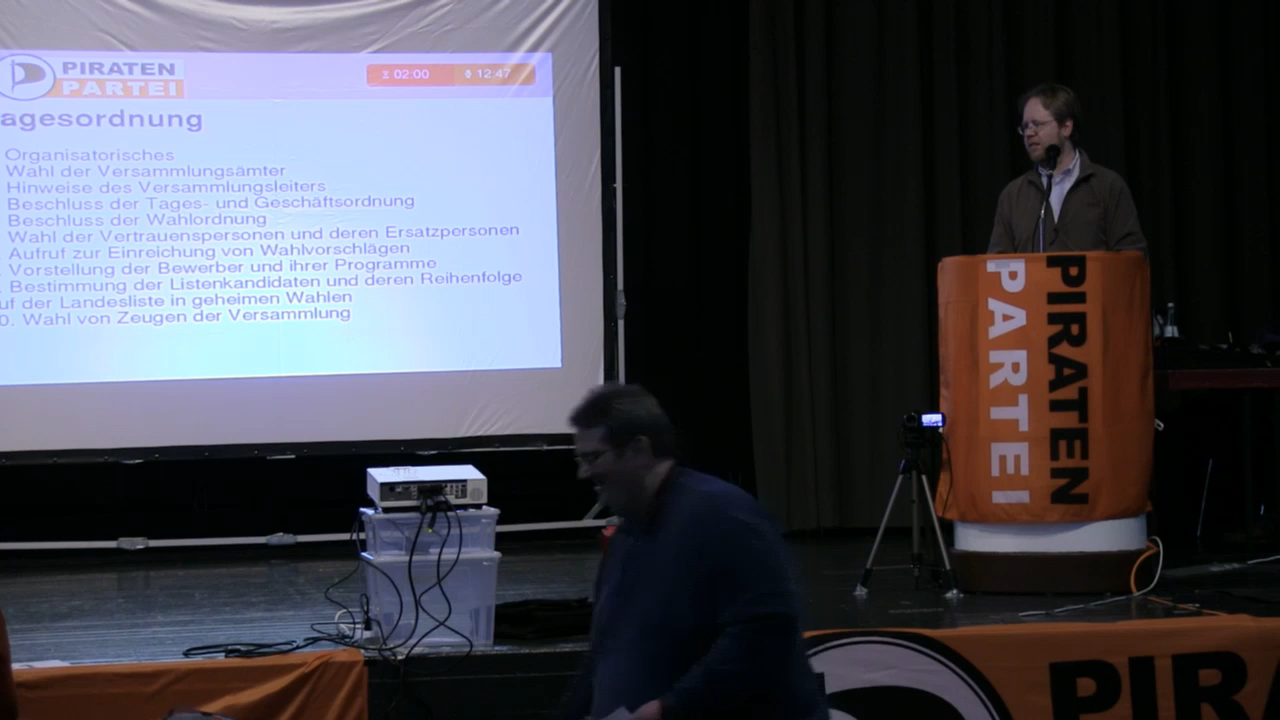 PIRATEN
PARTEI
02:00
12:47
agesordnung
Organisatorisches
Wahl der Versammlungsämter
Hinweise des Versammlungsleiters
Beschluss der Tages- und Geschäftsordnung
Beschluss der Wahlordnung
Wahl der Vertrauenspersonen und deren Ersatzpersonen
Aufruf zur Einreichung von Wahlvorschlägen
. Vorstellung der Bewerber und ihrer Programme
. Bestimmung der Listenkandidaten und deren Reihenfolge
uf der Landesliste in geheimen Wahlen
0. Wahl von Zeugen der Versammlung
PIRATEN
PARTEI
PIRA